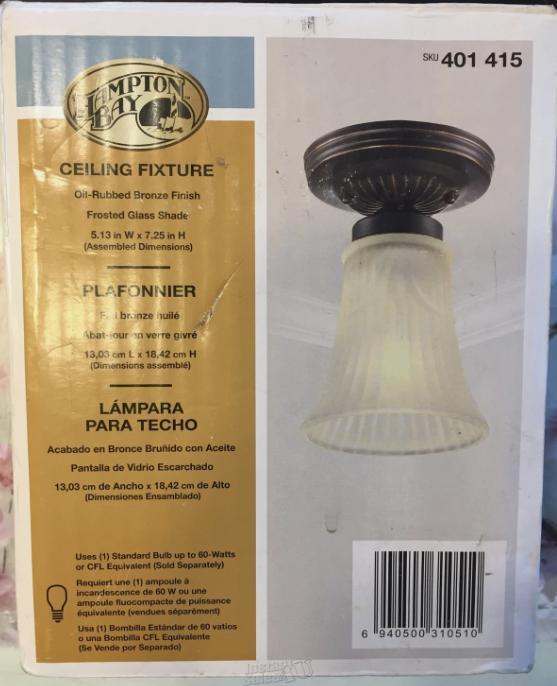 SKU 401 415
HAMPTON
BAY
CEILING FIXTURE
Oil-Rubbed Bronze Finish
Frosted Glass Shade
5.13 in W x 7.25 in H
(Assembled Dimensions)
PLAFONNIER
bronze huilé
Abat-jour en verre givré
13,03 cm L x 18,42 cm H
(Dimensions assemblé)
LÁMPARA
PARA TECHO
Acabado en Bronce Bruñido con Aceite
Pantalla de Vidrio Escarchado
13,03 cm de Ancho x 18,42 cm de Alto
(Dimensiones Ensamblado)
Uses (1) Standard Bulb up to 60-Watts
or CFL Equivalent (Sold Separately)
Requiert une (1) ampoule à
incandescence de 60 W ou une
ampoule fluocompacte de puissance
équivalente (vendues séparément)
Usa (1) Bombilla Estándar de 60 vatios
o una Bombilla CFL Equivalent
(Se Vende por Separado)
6 940500 310510